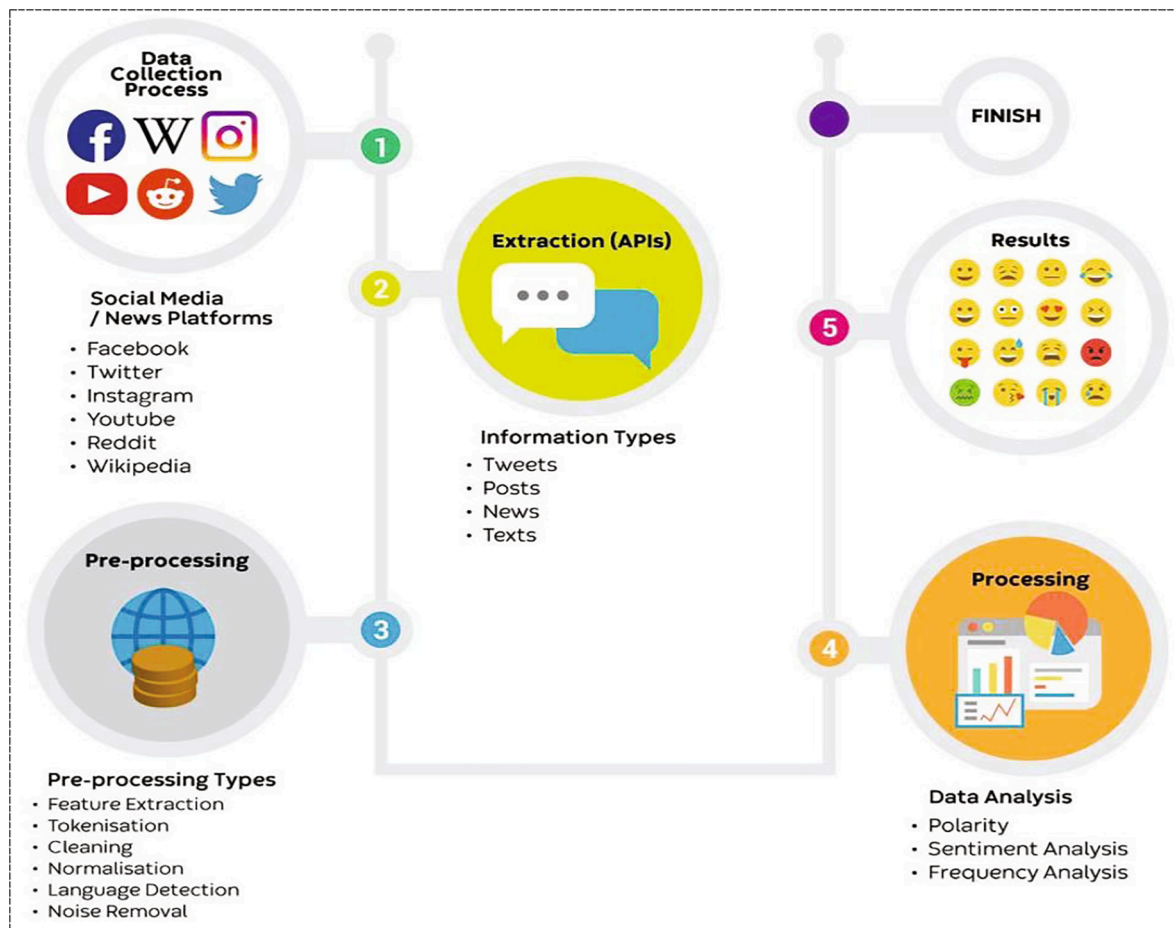 Data
Collection
Process
W
1
Social Media
/ News Platforms
• Facebook
• Twitter
• Instagram
• Youtube
• Reddit
• Wikipedia
2
Extraction (APIs)
Information Types
• Tweets
• Posts
• News
• Texts
Pre-processing
3
Pre-processing Types
• Feature Extraction
• Tokenisation
• Cleaning
• Normalisation
• Language Detection
• Noise Removal
4
Processing
Data Analysis
• Polarity
• Sentiment Analysis
• Frequency Analysis
5
Results
FINISH